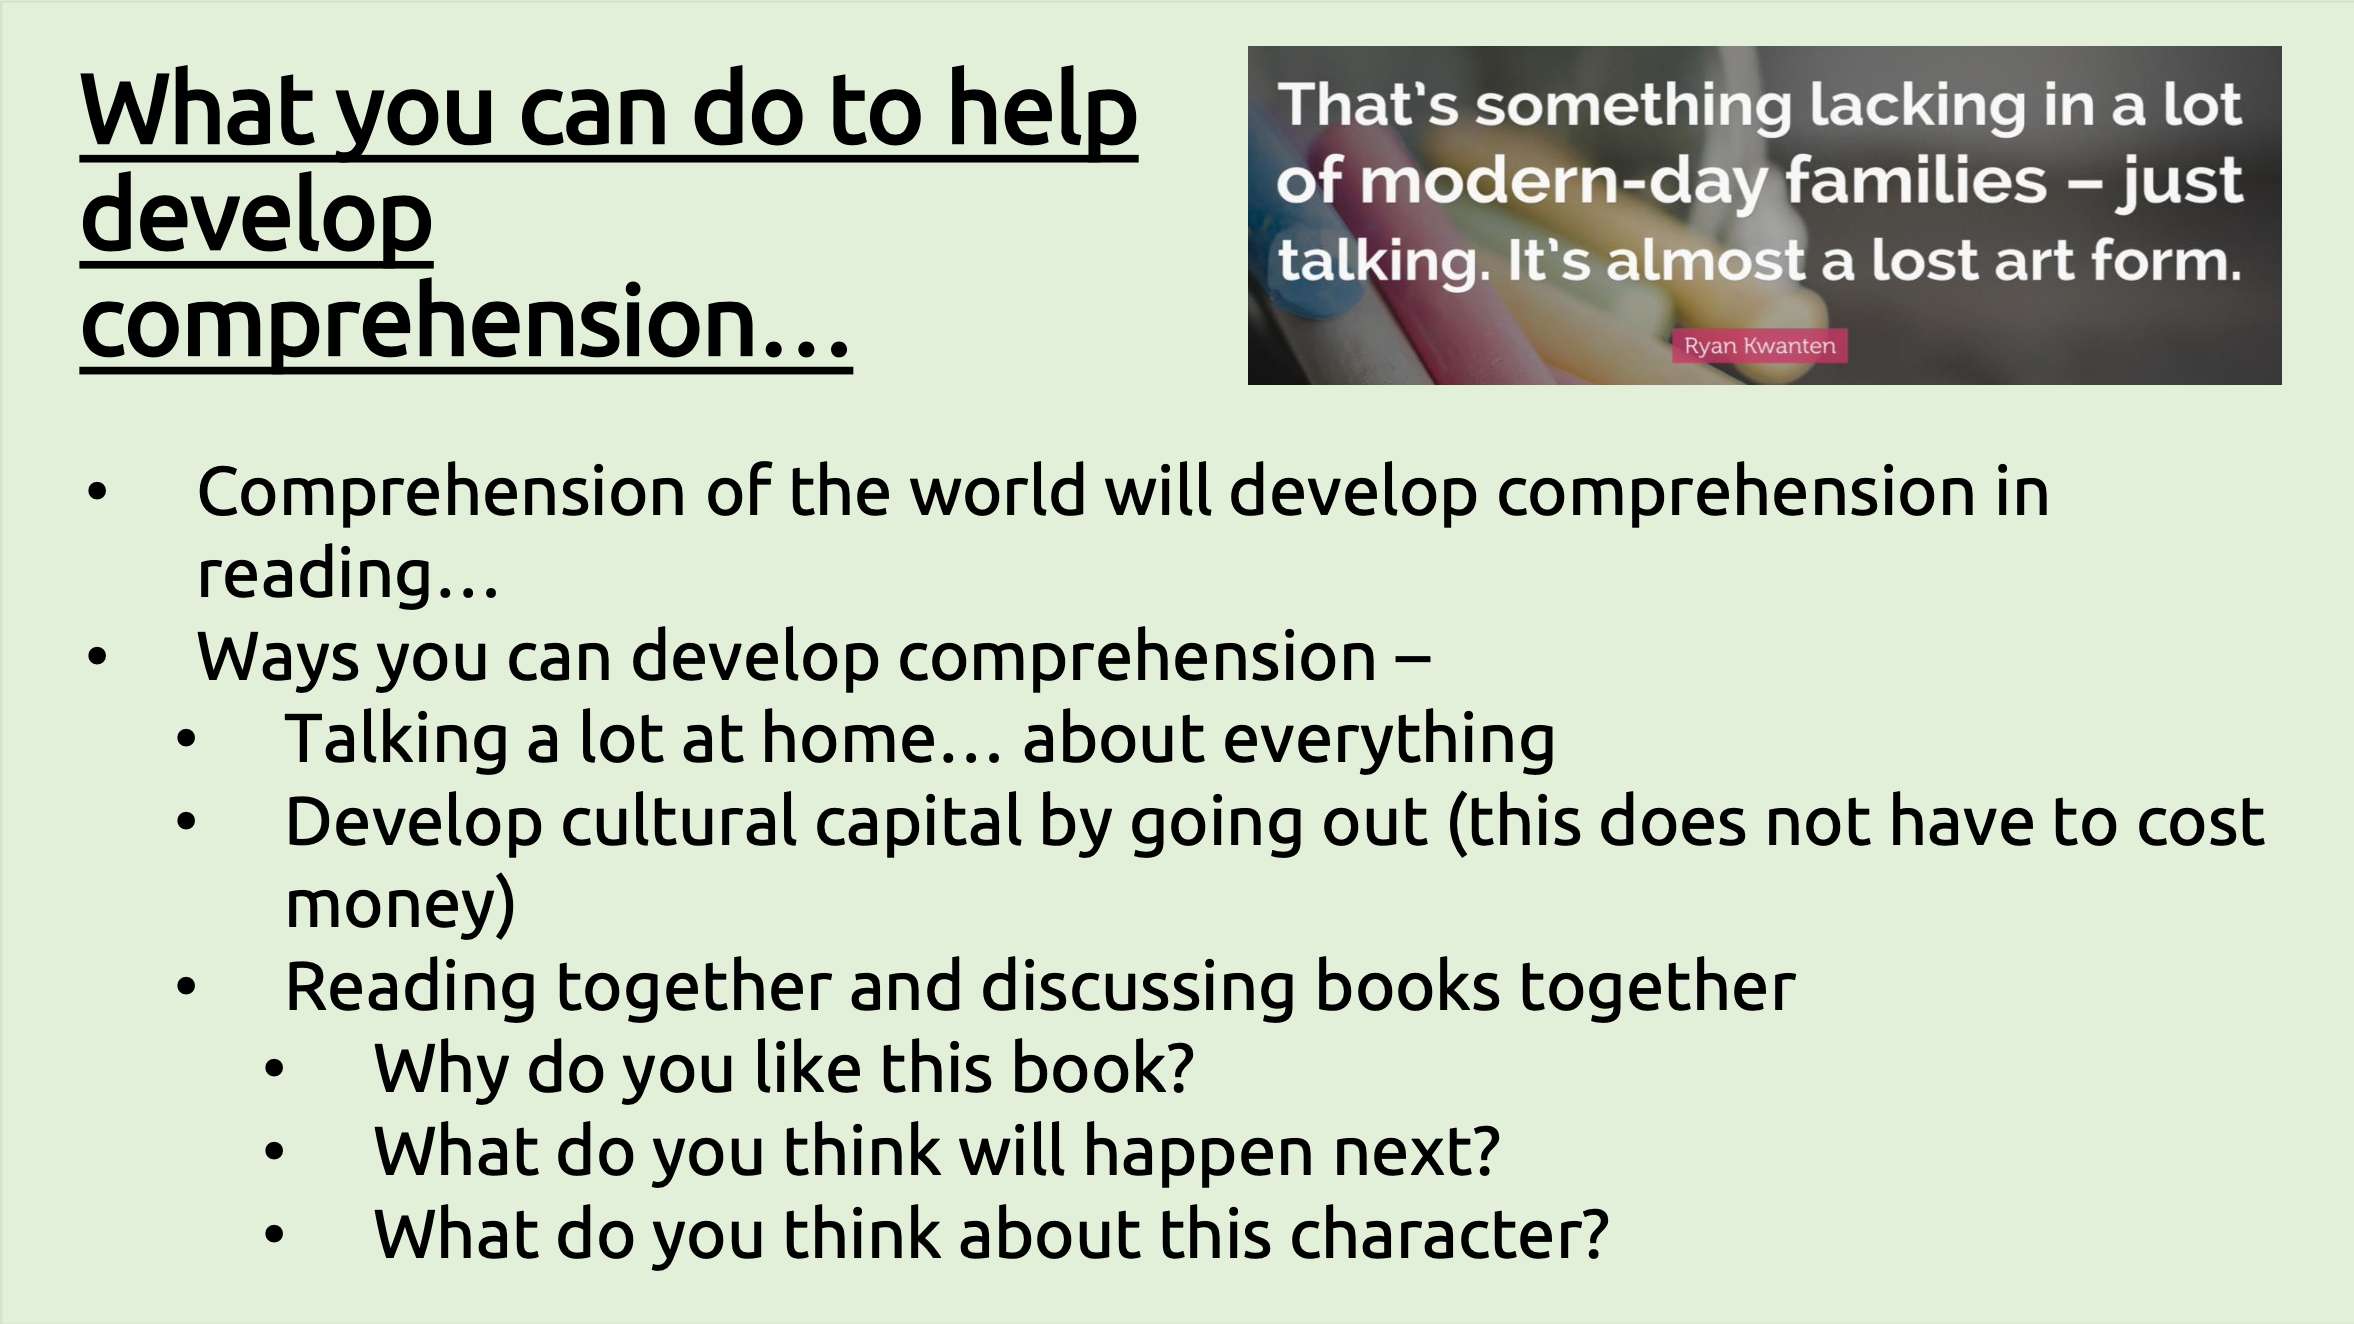 What you can do to help
develop
comprehension…
That’s something lacking in a lot
of modern-day families – just
talking. It’s almost a lost art form.
Ryan Kwanten
• Comprehension of the world will develop comprehension in
reading…
• Ways you can develop comprehension –
• Talking a lot at home… about everything
• Develop cultural capital by going out (this does not have to cost
money)
• Reading together and discussing books together
• Why do you like this book?
• What do you think will happen next?
• What do you think about this character?